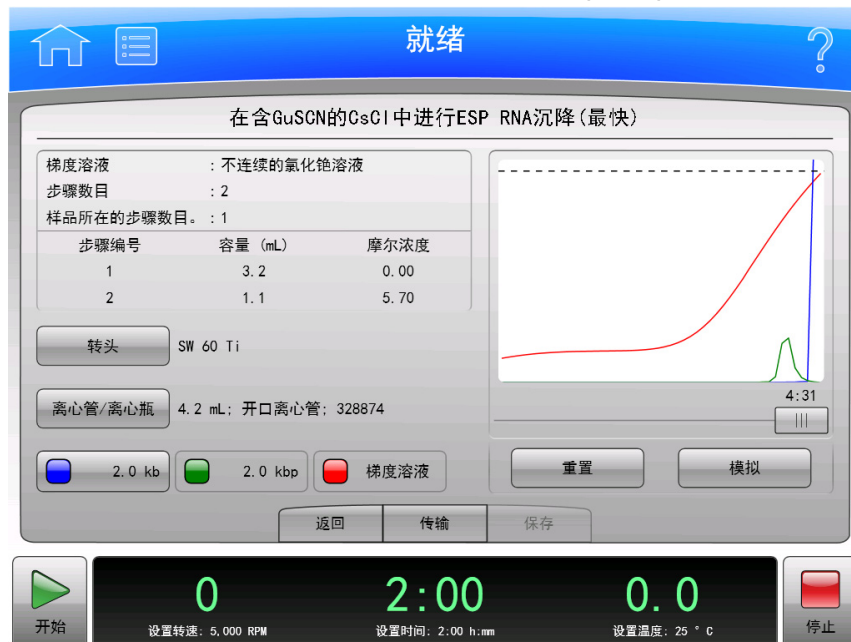 就绪
在含GuSCN的CsCl中进行ESP RNA沉降(最快)
梯度溶液 : 不连续的氯化铯溶液
步骤数目 : 2
样品所在的步骤数目。 : 1
步骤编号 容量 (mL) 摩尔浓度
1 3.2 0.00
2 1.1 5.70
转头 SW 60 Ti
离心管/离心瓶 4.2 mL; 开口离心管; 328874
4:31
2.0 kb 2.0 kbp 梯度溶液
重置 模拟
返回 传输 保存
0 2:00 0.0
开始 设置转速: 5,000 RPM 设置时间: 2:00 h:mm 设置温度: 25 ° C 停止